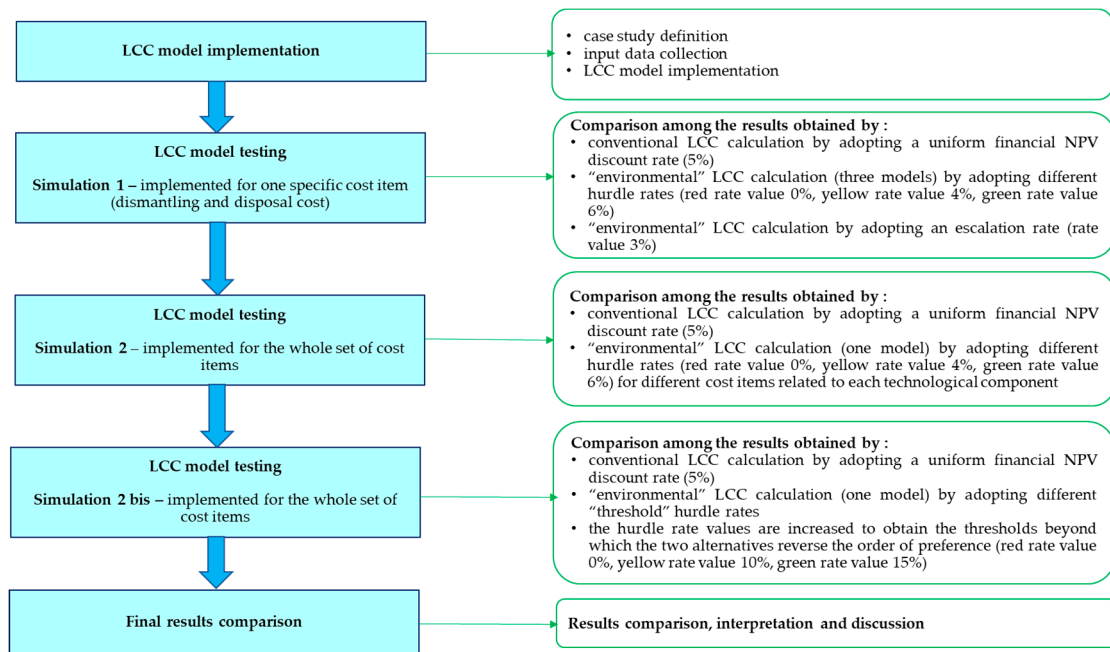 LCC model implementation
• case study definition
• input data collection
• LCC model implementation
LCC model testing
Simulation 1 – implemented for one specific cost item
(dismantling and disposal cost)
Comparison among the results obtained by :
• conventional LCC calculation by adopting a uniform financial NPV
discount rate (5%)
• “environmental” LCC calculation (three models) by adopting different
hurdle rates (red rate value 0%, yellow rate value 4%, green rate value
6%)
• “environmental” LCC calculation by adopting an escalation rate (rate
value 3%)
LCC model testing
Simulation 2 – implemented for the whole set of cost
items
Comparison among the results obtained by :
• conventional LCC calculation by adopting a uniform financial NPV
discount rate (5%)
• “environmental” LCC calculation (one model) by adopting different
hurdle rates (red rate value 0%, yellow rate value 4%, green rate value
6%) for different cost items related to each technological component
LCC model testing
Simulation 2 bis – implemented for the whole set of
cost items
Comparison among the results obtained by :
• conventional LCC calculation by adopting a uniform financial NPV
discount rate (5%)
• “environmental” LCC calculation (one model) by adopting different
“threshold” hurdle rates
• the hurdle rate values are increased to obtain the thresholds beyond
which the two alternatives reverse the order of preference (red rate value
0%, yellow rate value 10%, green rate value 15%)
Final results comparison
Results comparison, interpretation and discussion